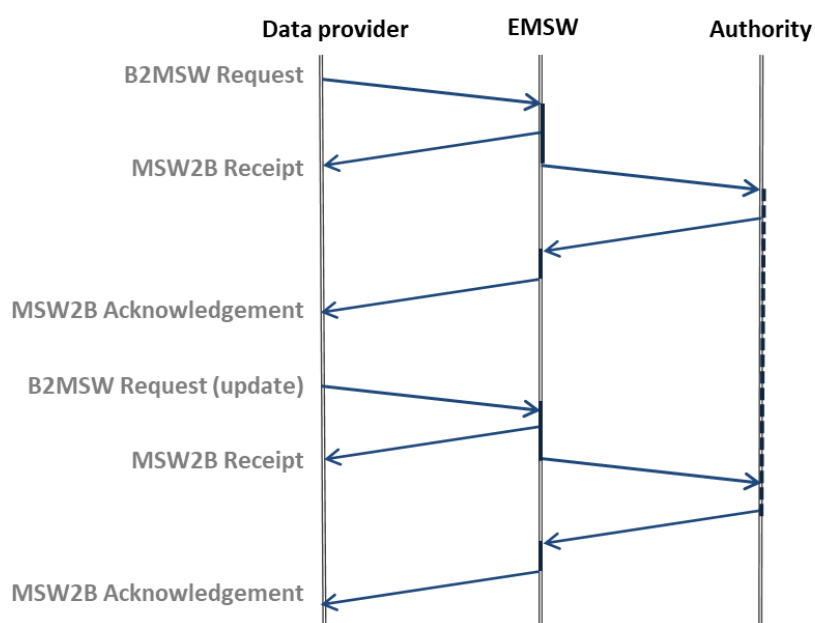 Data provider EMSW Authority
B2MSW Request
MSW2B Receipt
MSW2B Acknowledgement
B2MSW Request (update)
MSW2B Receipt
MSW2B Acknowledgement